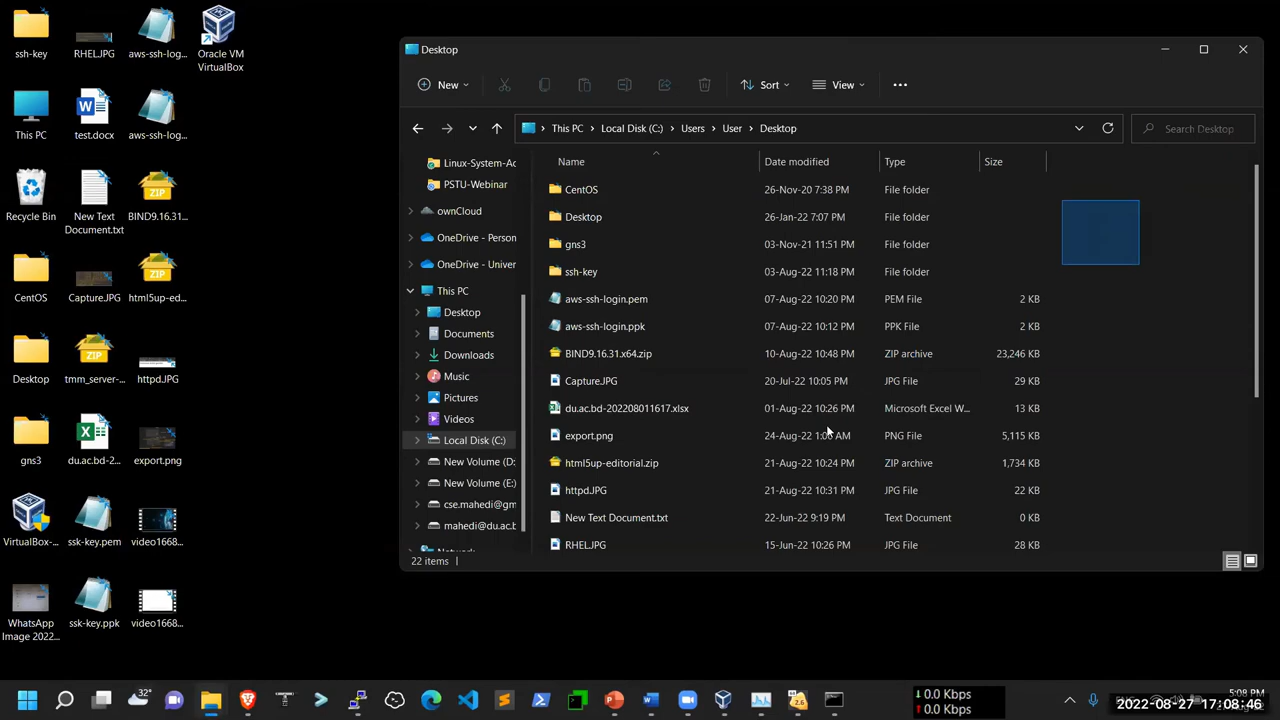 ssh-key
RHEL.JPG
aws-ssh-log...
Oracle VM
VirtualBox
This PC
test.docx
aws-ssh-log...
Recycle Bin
New Text
Document.txt
BIND9.16.31...
CentOS
Capture.JPG
html5up-ed...
Desktop
tmm_server-...
httpd.JPG
gns3
du.ac.bd-2...
export.png
VirtualBox-...
ssk-key.pem
video1668...
WhatsApp
Image 2022...
ssk-key.ppk
video1668...
Desktop
New
Sort
View
This PC
Local Disk (C:)
Users
User
Desktop
Search Desktop
Linux-System-Ac
PSTU-Webinar
ownCloud
OneDrive - Person
OneDrive - Univer
This PC
Desktop
Documents
Downloads
Music
Pictures
Videos
Local Disk (C:)
New Volume (D:
New Volume (E:)
cse.mahedi@gm
mahedi@du.ac.b
Network
Name Date modified Type Size
CentOS 26-Nov-20 7:38 PM File folder
Desktop 26-Jan-22 7:07 PM File folder
gns3 03-Nov-21 11:51 PM File folder
ssh-key 03-Aug-22 11:18 PM File folder
aws-ssh-login.pem 07-Aug-22 10:20 PM PEM File 2 KB
aws-ssh-login.ppk 07-Aug-22 10:12 PM PPK File 2 KB
BIND9.16.31.x64.zip 10-Aug-22 10:48 PM ZIP archive 23,246 KB
Capture.JPG 20-Jul-22 10:05 PM JPG File 29 KB
du.ac.bd-202208011617.xlsx 01-Aug-22 10:26 PM Microsoft Excel W... 13 KB
export.png 24-Aug-22 AM PNG File 5,115 KB
html5up-editorial.zip 21-Aug-22 10:24 PM ZIP archive 1,734 KB
httpd.JPG 21-Aug-22 10:31 PM JPG File 22 KB
New Text Document.txt 22-Jun-22 9:19 PM Text Document 0 KB
RHEL.JPG 15-Jun-22 10:26 PM JPG File 28 KB
22 items
32°
0.0 Kbps
0.0 Kbps
5:08 PM
2022-08-27 17:08:46